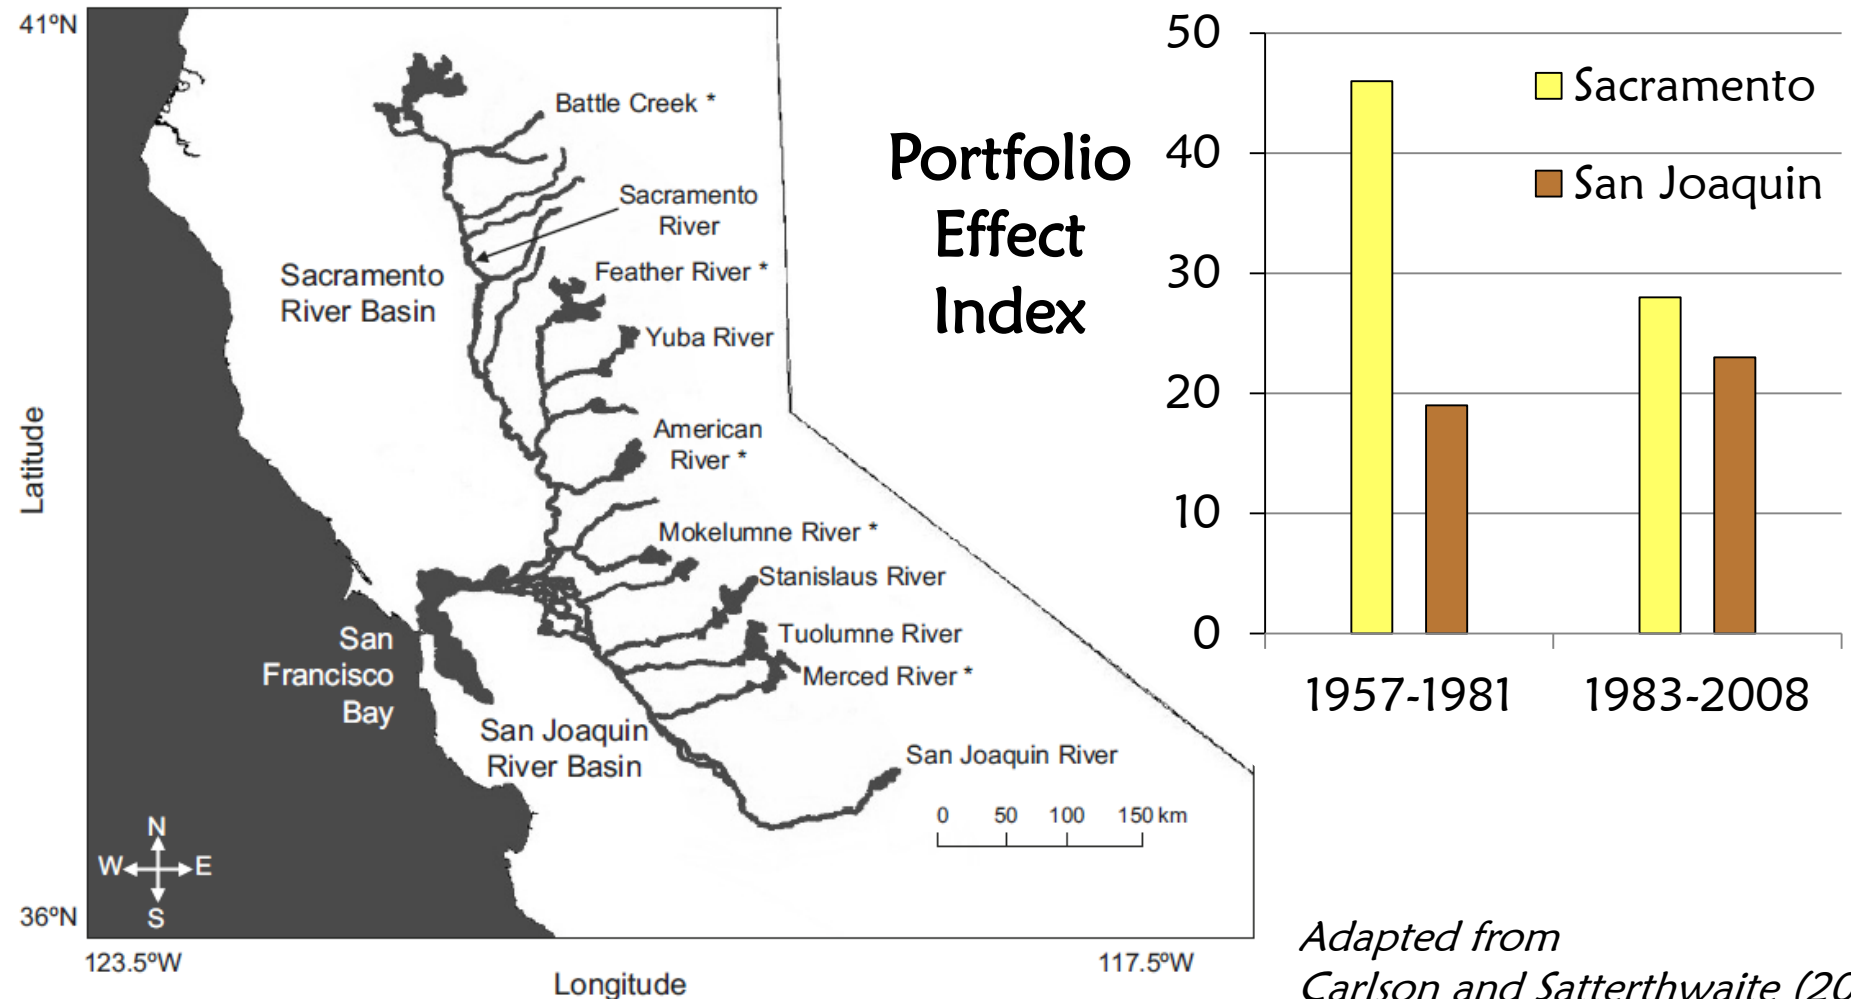 41ºN
Battle Creek *
Sacramento
River
Sacramento
River Basin
Feather River *
Yuba River
American
River *
Mokelumne River *
Stanislaus River
Tuolumne River
Merced River *
San
Francisco
Bay
San Joaquin
River Basin
San Joaquin River
0 50 100 150 km
N
W E
S
Latitude
36ºN
123.5ºW
117.5ºW
Longitude
Portfolio
Effect
Index
50
40
30
20
10
0
Sacramento
San Joaquin
1957-1981 1983-2008
Adapted from
Carlson and Satterthwaite